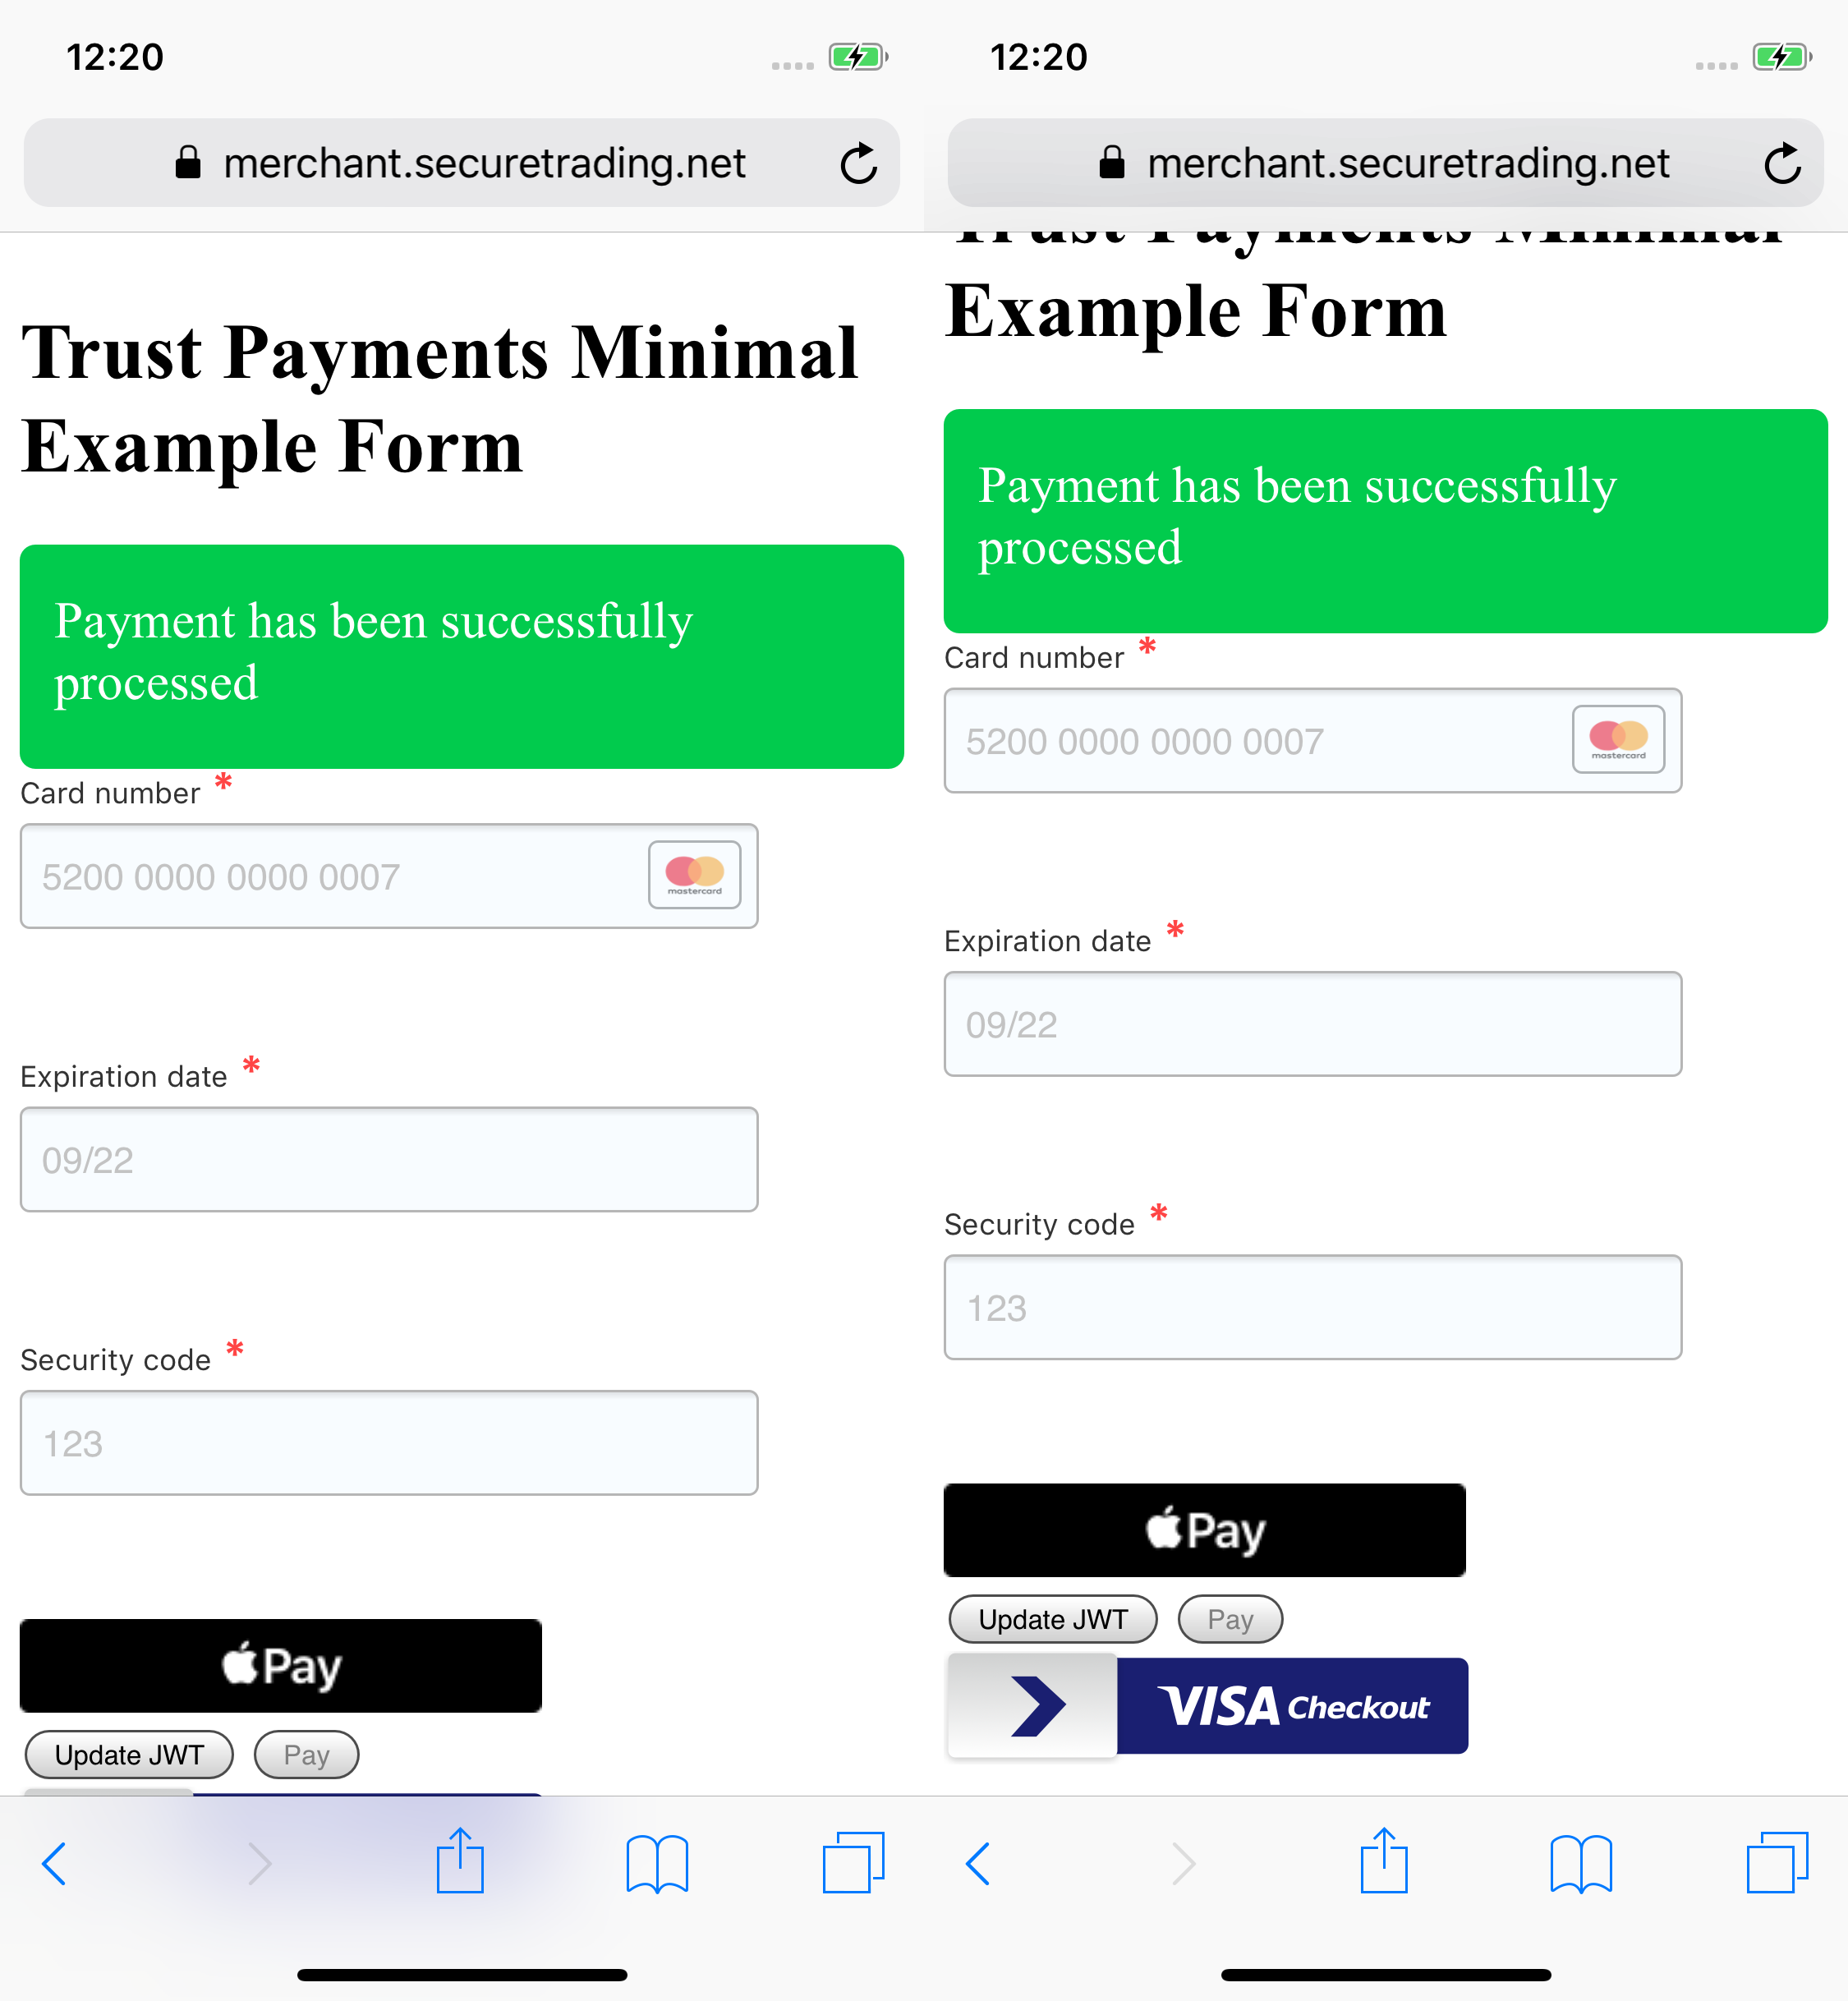 12:20
merchant.securetrading.net
Trust Payments Minimal
Example Form
Payment has been successfully
processed
Card number *
5200 0000 0000 0007
mastercard
Expiration date *
09/22
Security code *
123
Pay
Update JWT
Pay
12:20
merchant.securetrading.net
Trust Payments Minimal
Example Form
Payment has been successfully
processed
Card number *
5200 0000 0000 0007
mastercard
Expiration date *
09/22
Security code *
123
Pay
Update JWT
Pay
VISA Checkout